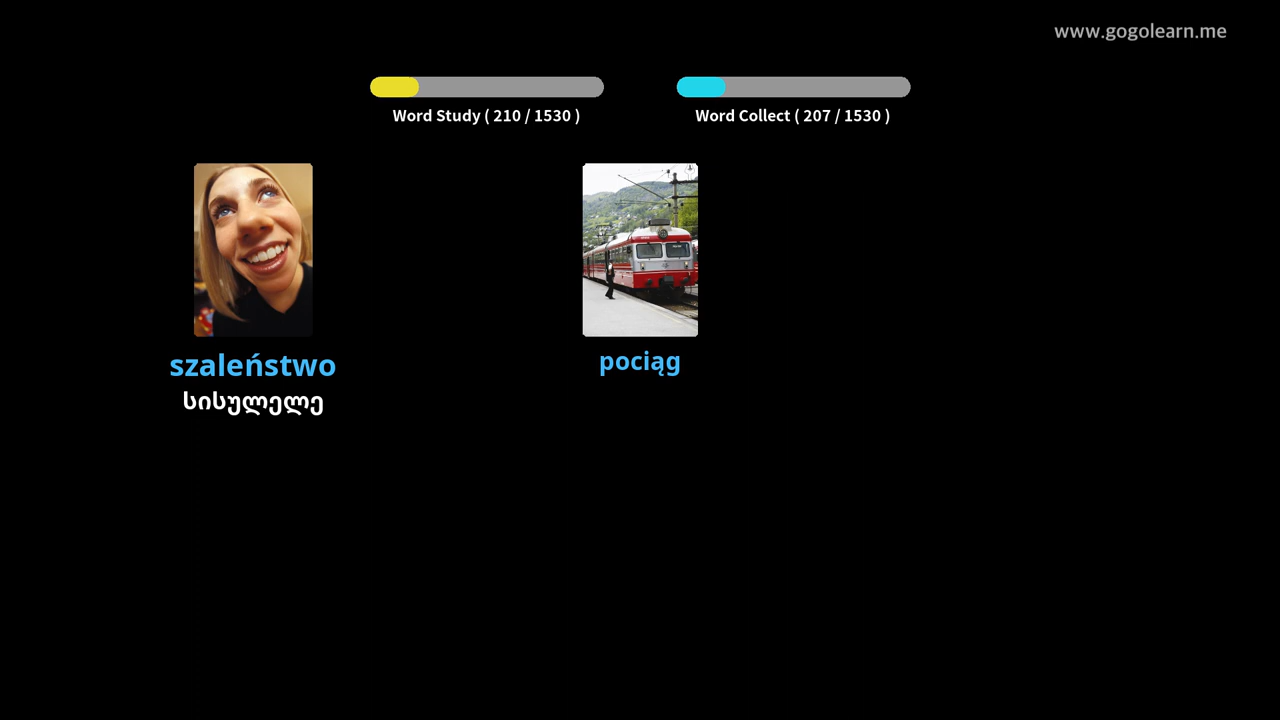 www.gogolearn.me
Word Study ( 210 / 1530 )
Word Collect ( 207 / 1530 )
szaleństwo
სისულელე
pociąg